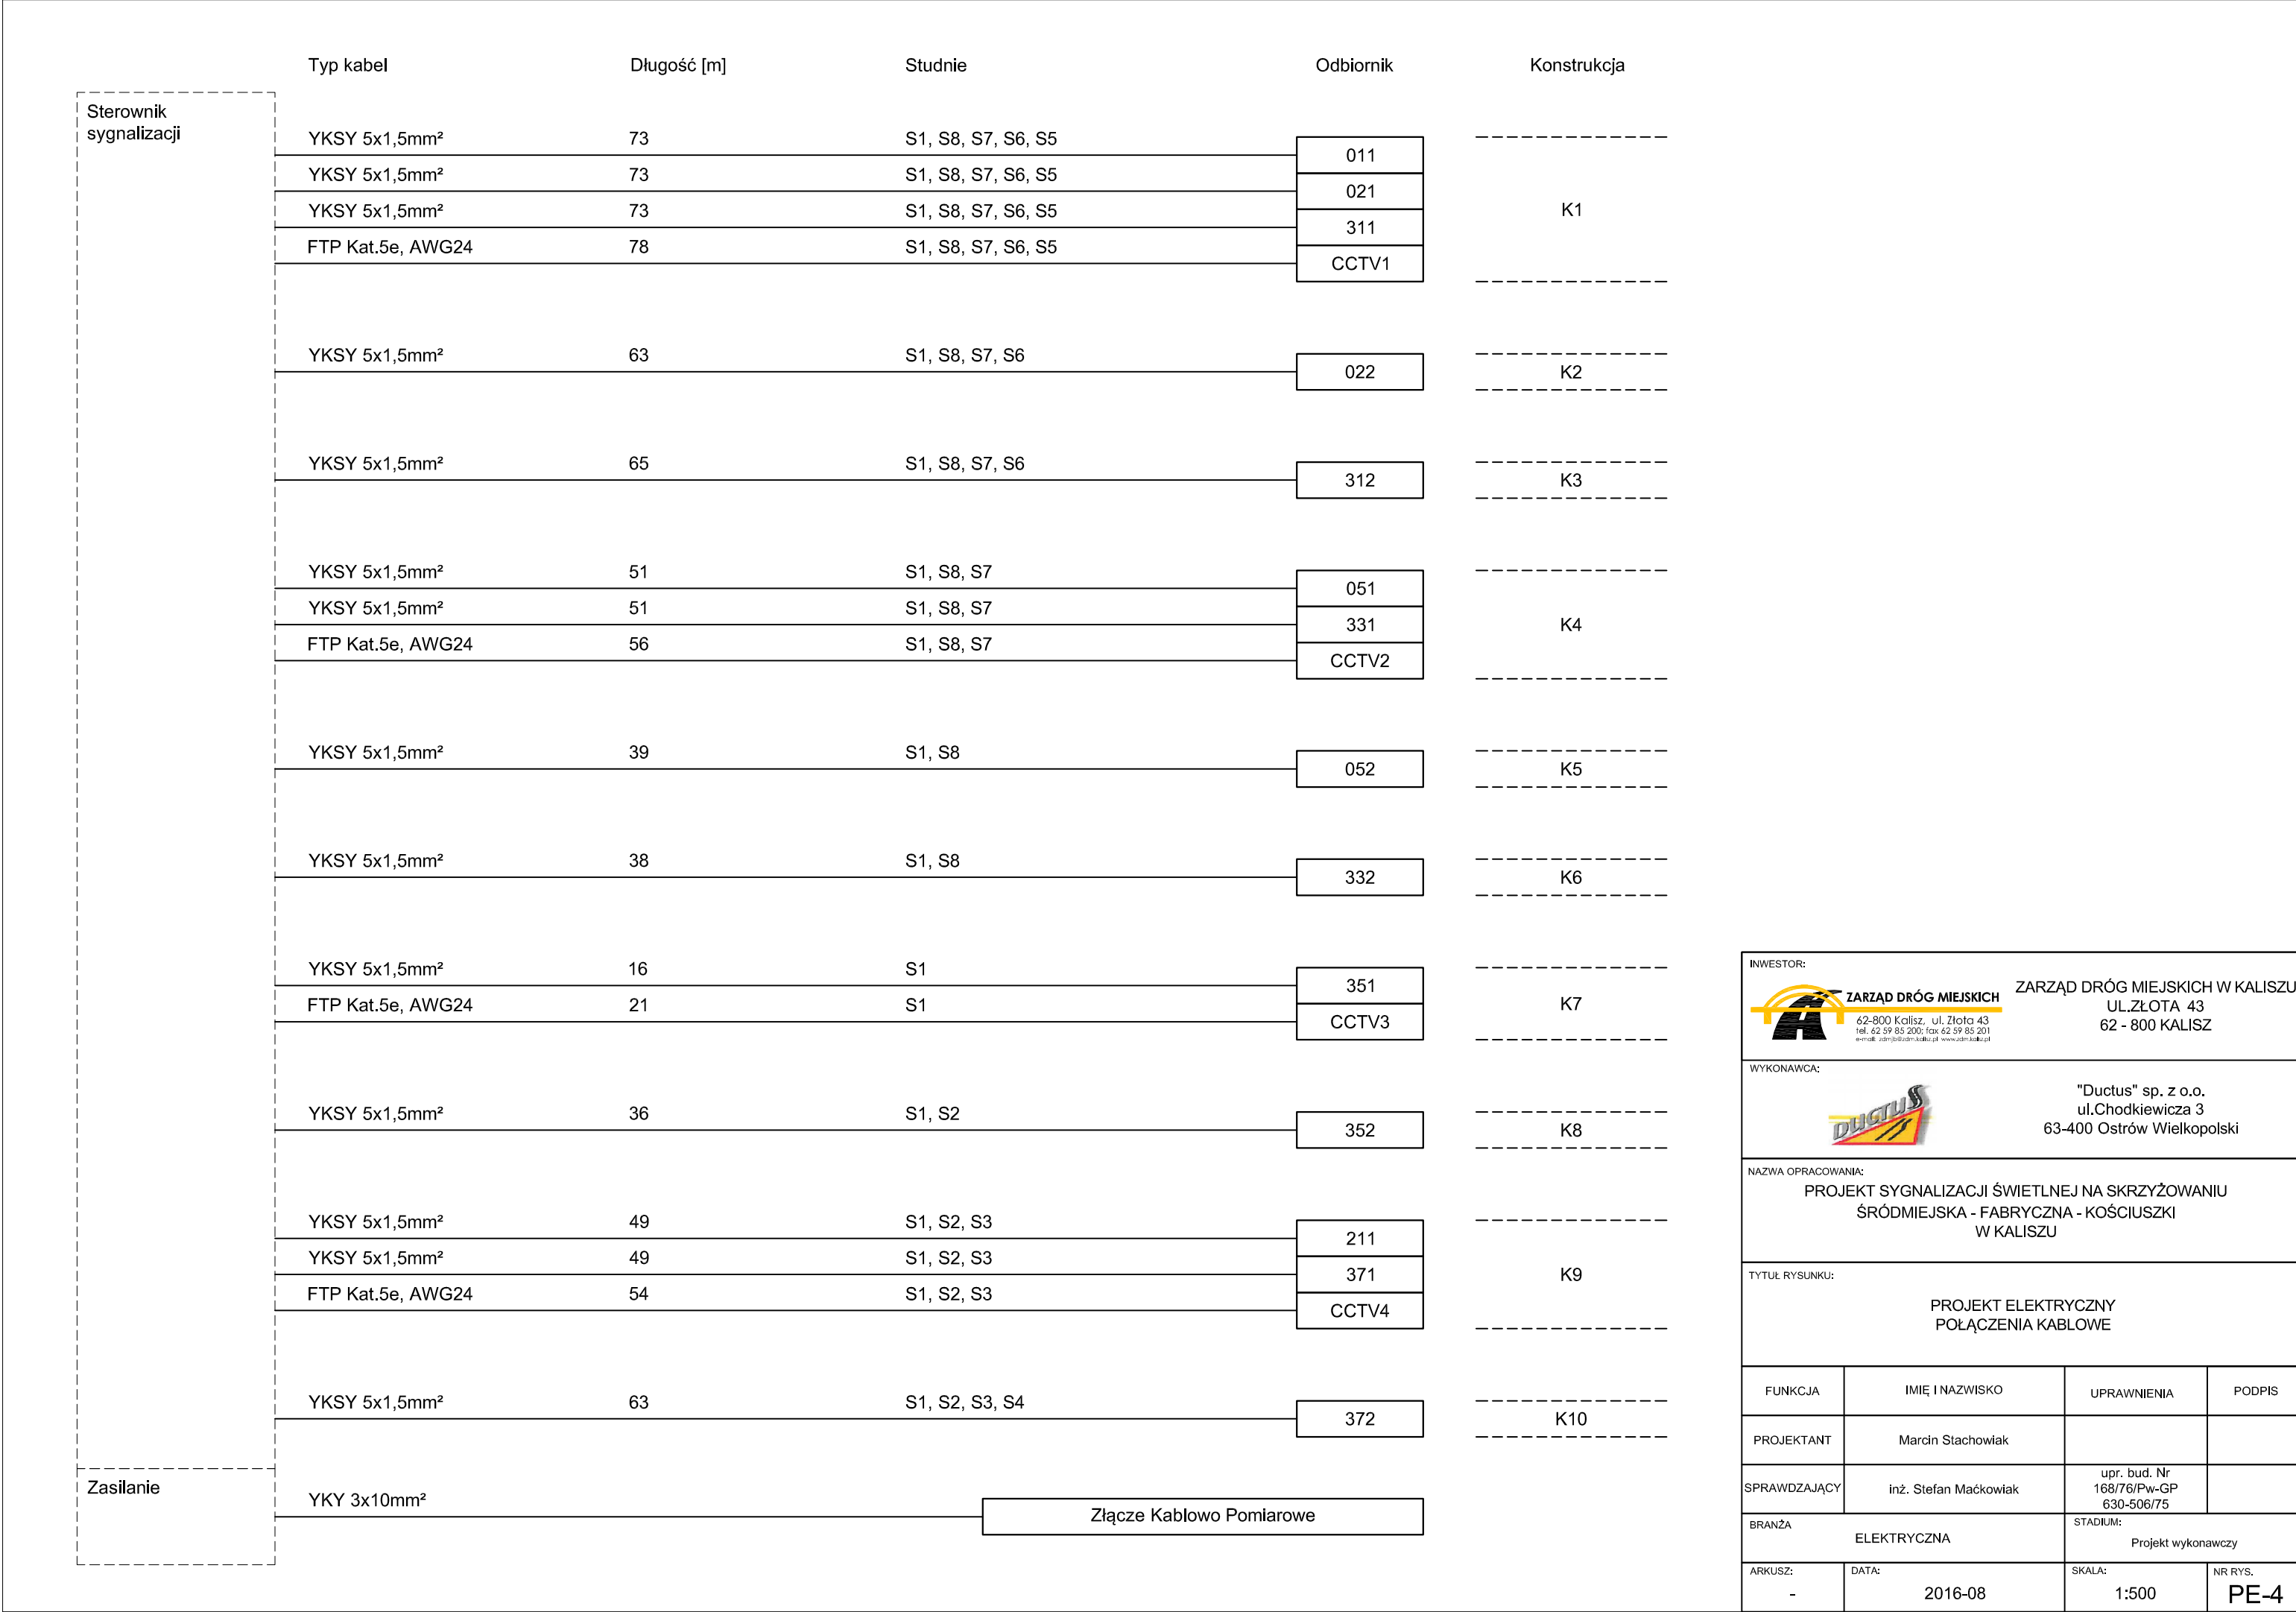 Typ kabel Długość [m] Studnie Odbiornik Konstrukcja
Sterownik
sygnalizacji
YKSY 5x1,5mm² 73 S1, S8, S7, S6, S5 011
YKSY 5x1,5mm² 73 S1, S8, S7, S6, S5 021
YKSY 5x1,5mm² 73 S1, S8, S7, S6, S5 311
K1
FTP Kat.5e, AWG24 78 S1, S8, S7, S6, S5 CCTV1
YKSY 5x1,5mm² 63 S1, S8, S7, S6 022 K2
YKSY 5x1,5mm² 65 S1, S8, S7, S6 312 K3
YKSY 5x1,5mm² 51 S1, S8, S7 051
YKSY 5x1,5mm² 51 S1, S8, S7 331 K4
FTP Kat.5e, AWG24 56 S1, S8, S7 CCTV2
YKSY 5x1,5mm² 39 S1, S8 052 K5
YKSY 5x1,5mm² 38 S1, S8 332 K6
YKSY 5x1,5mm² 16 S1 351
K7
FTP Kat.5e, AWG24 21 S1 CCTV3
YKSY 5x1,5mm² 36 S1, S2 352 K8
YKSY 5x1,5mm² 49 S1, S2, S3 211
YKSY 5x1,5mm² 49 S1, S2, S3 371 K9
FTP Kat.5e, AWG24 54 S1, S2, S3 CCTV4
YKSY 5x1,5mm² 63 S1, S2, S3, S4 372 K10
Zasilanie
YKY 3x10mm² Złącze Kablowo Pomiarowe
INWESTOR:
ZARZĄD DRÓG MIEJSKICH
62-800 Kalisz, ul. Złota 43
tel. 62 59 85 200; fax 62 59 85 201
ZARZĄD DRÓG MIEJSKICH W KALISZU
UL.ZŁOTA 43
62 - 800 KALISZ
WYKONAWCA:
DUCTUS
"Ductus" sp. z o.o.
ul.Chodkiewicza 3
63-400 Ostrów Wielkopolski
NAZWA OPRACOWANIA:
PROJEKT SYGNALIZACJI ŚWIETLNEJ NA SKRZYŻOWANIU
ŚRÓDMIEJSKA - FABRYCZNA - KOŚCIUSZKI
W KALISZU
TYTUŁ RYSUNKU:
PROJEKT ELEKTRYCZNY
POŁĄCZENIA KABLOWE
FUNKCJA IMIĘ I NAZWISKO UPRAWNIENIA PODPIS
PROJEKTANT Marcin Stachowiak
SPRAWDZAJĄCY inż. Stefan Maćkowiak upr. bud. Nr
168/76/Pw-GP
630-506/75
BRANŻA
ELEKTRYCZNA
STADIUM:
Projekt wykonawczy
ARKUSZ:
-
DATA:
2016-08
SKALA:
1:500
NR RYS.
PE-4